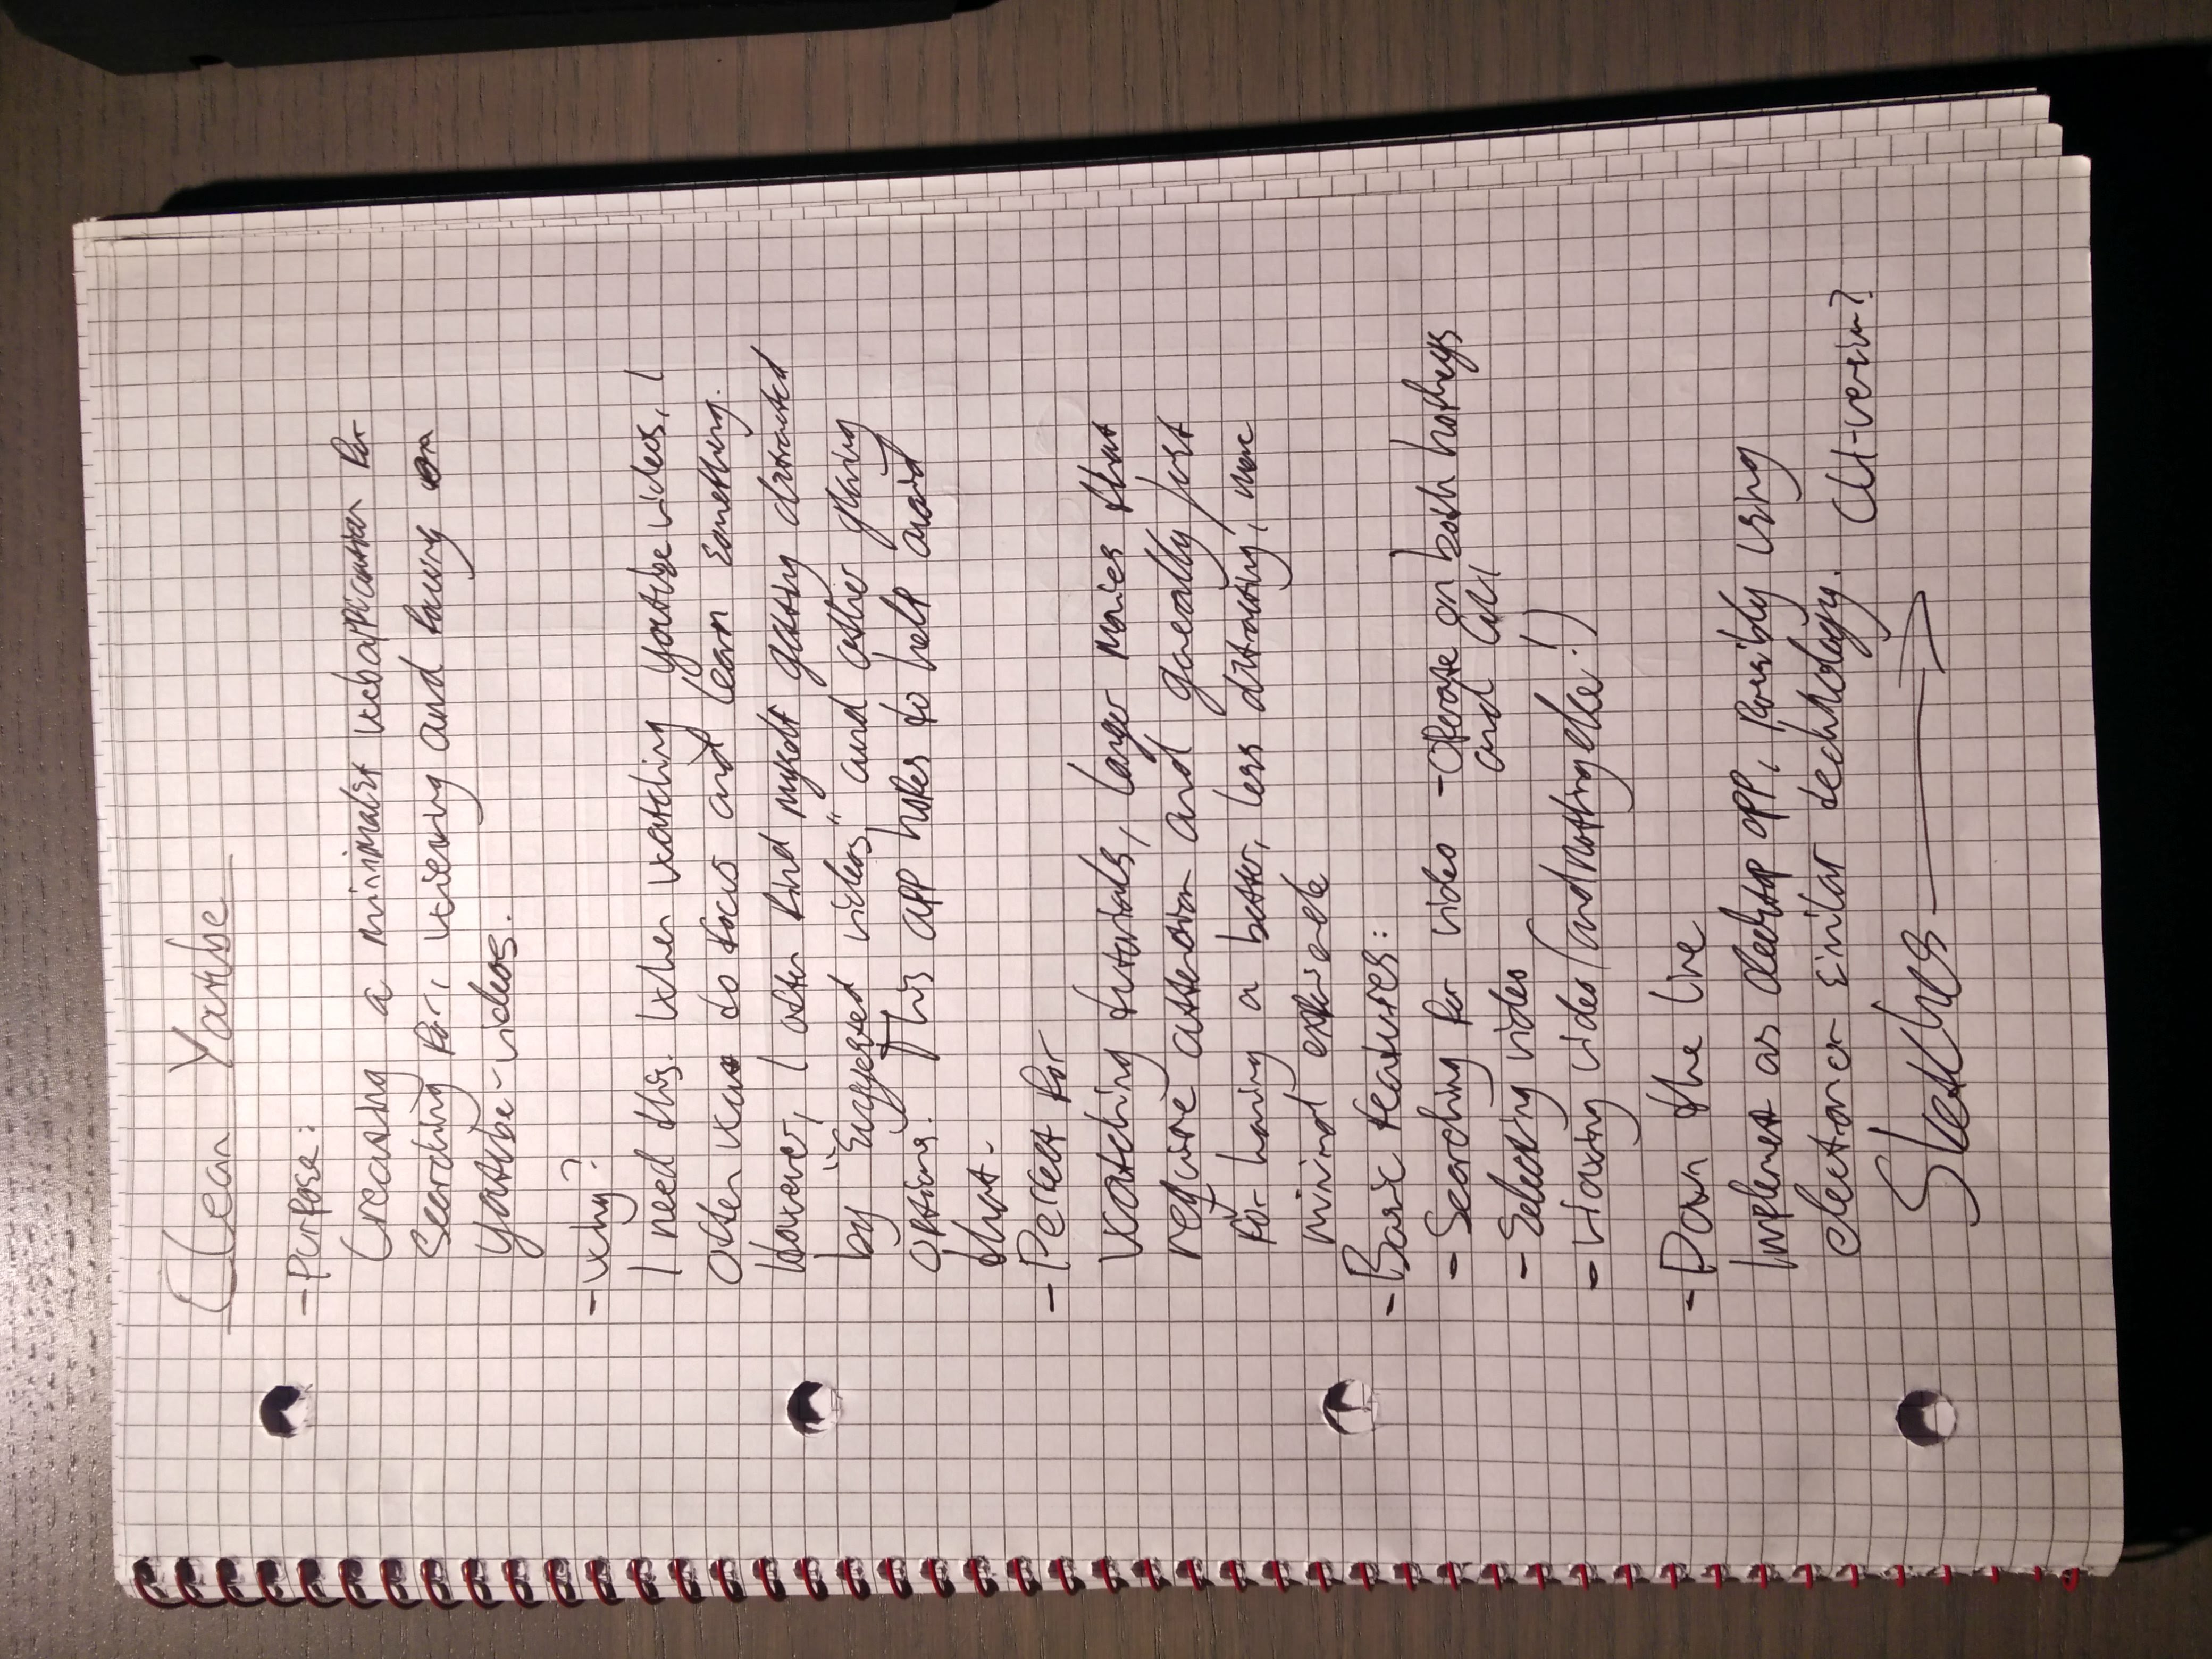 Clean Youtube
- Purpose:
Creating a minimalist webapplication for
searching for, viewing and having on
youtube-videos.
- Why?
I need this. When watching youtube videos, I
often want to focus and learn something.
However, I often find myself getting distracted
by "suggested videos" and other glaring
options. This app hopes to help avoid
that.
- Perfect for
Watching tutorials, longer movies that
require attention and generally just
for having a better, less distracting, more
minimal experience
- Basic features:
- Searching for video - Operate on both hotkeys
and GUI
- Selecting video
- Viewing video (and nothing else!)
- Down the line
Implement as desktop app, possibly using
electron or similar technology. CLI-version?
Sketches →